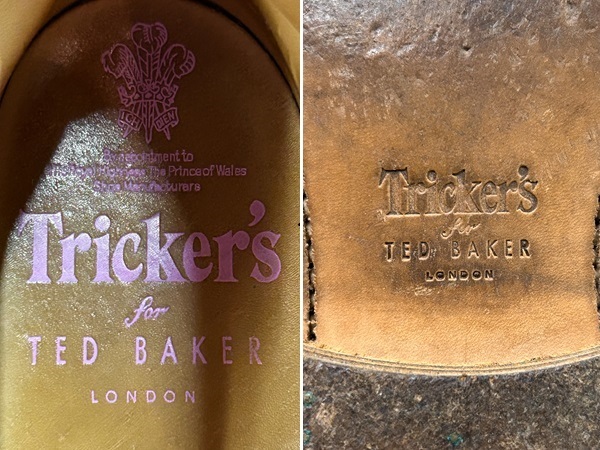 ICH DIEN
By appointment to
The Prince of Wales
Shoe Manufacturers
Tricker's
for
TED BAKER
LONDON
Tricker's
for
TED BAKER
LONDON